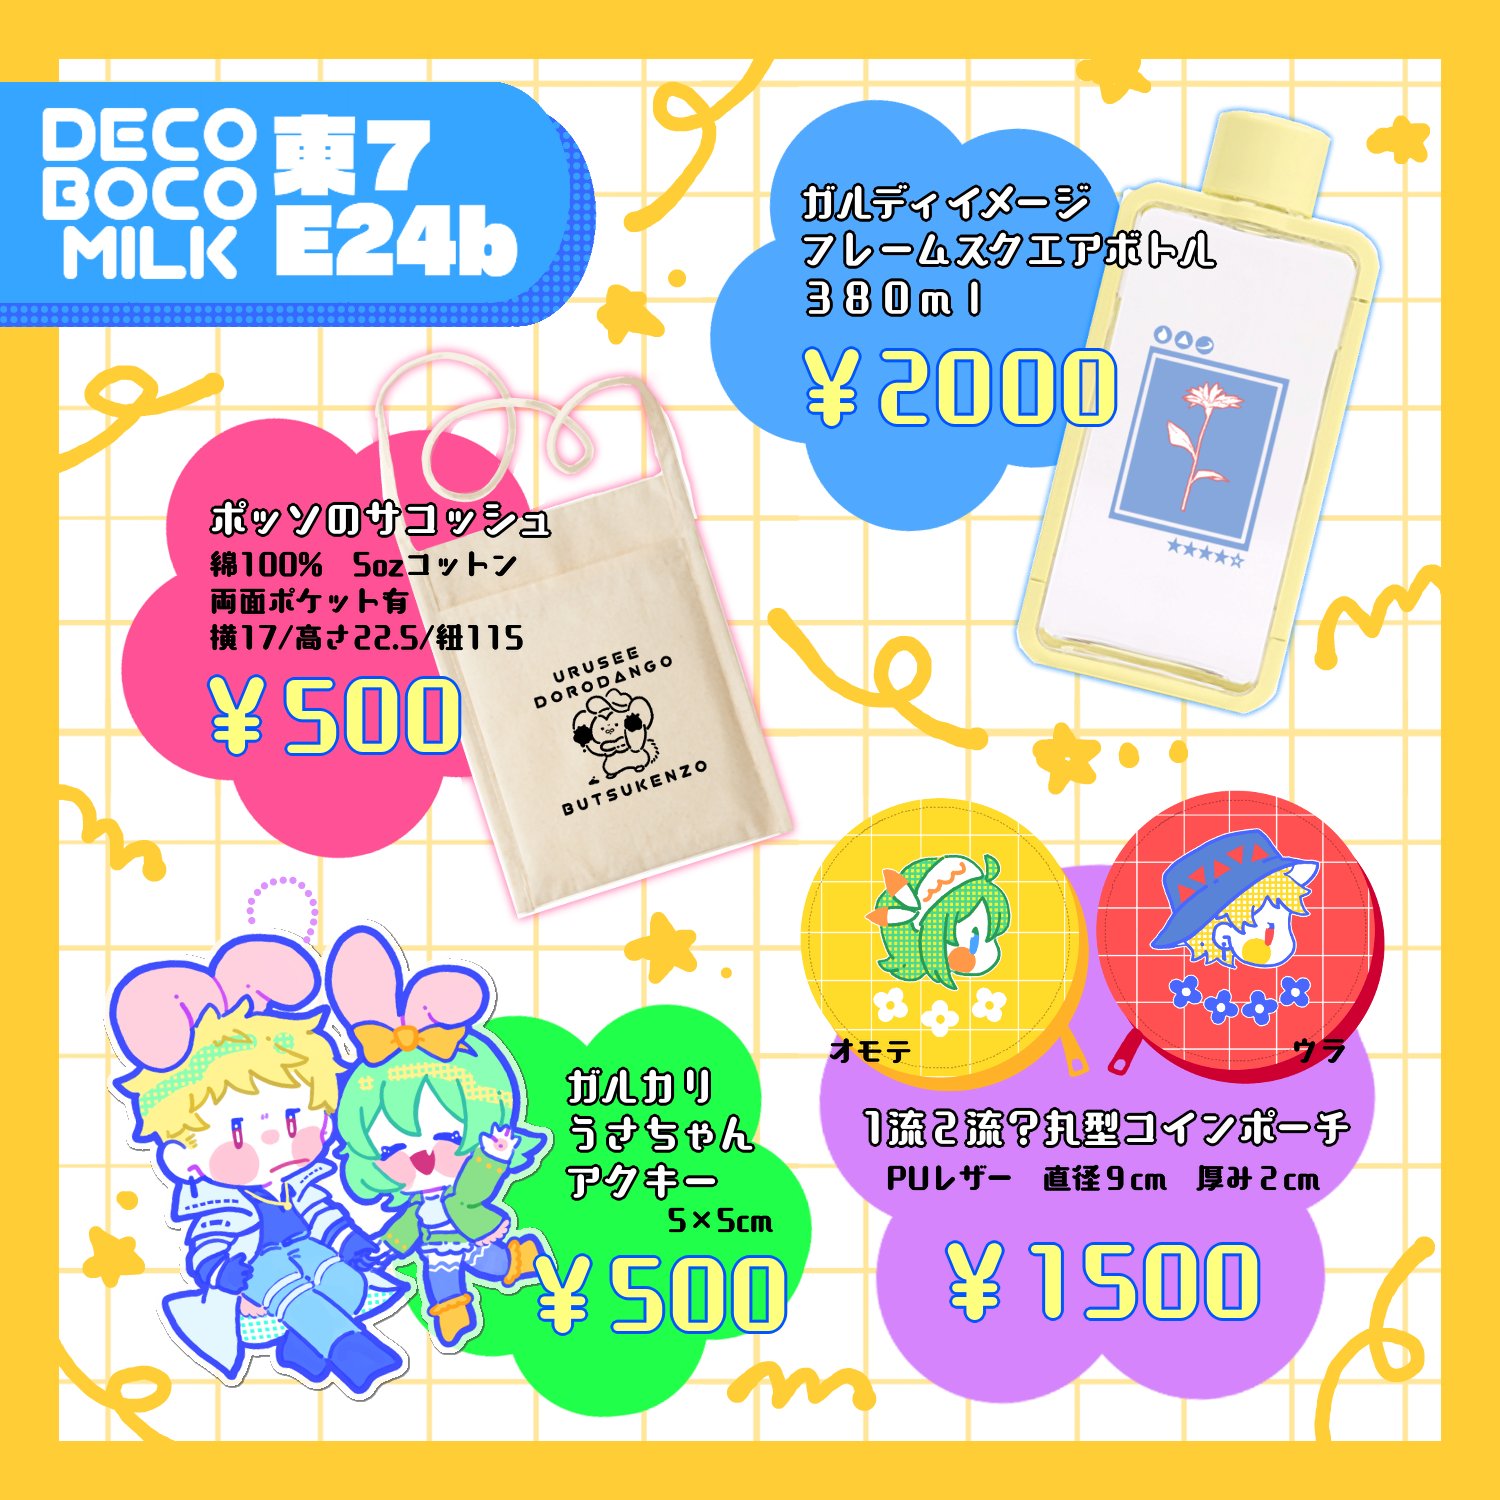 DECO
BOCO
MILK
東7
E24b
ガルディイメージ
フレームスクエアボトル
380ml
¥2000
★★★★☆
ポッソのサコッシュ
綿100%　5ozコットン
両面ポケット有
横17/高さ22.5/紐115
¥500
URUSEE
DORODANGO
BUTSUKENZO
オモテ
ウラ
1流2流?丸型コインポーチ
PUレザー　直径9cm　厚み2cm
¥1500
ガルカリ
うさちゃん
アクキー
5×5cm
¥500